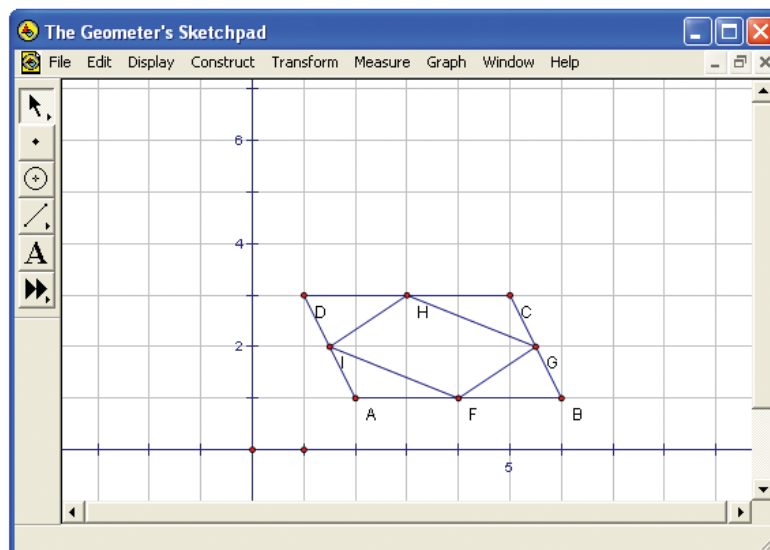 The Geometer's Sketchpad
File Edit Display Construct Transform Measure Graph Window Help
A
6
4
D H C
2
I G
A F B
5